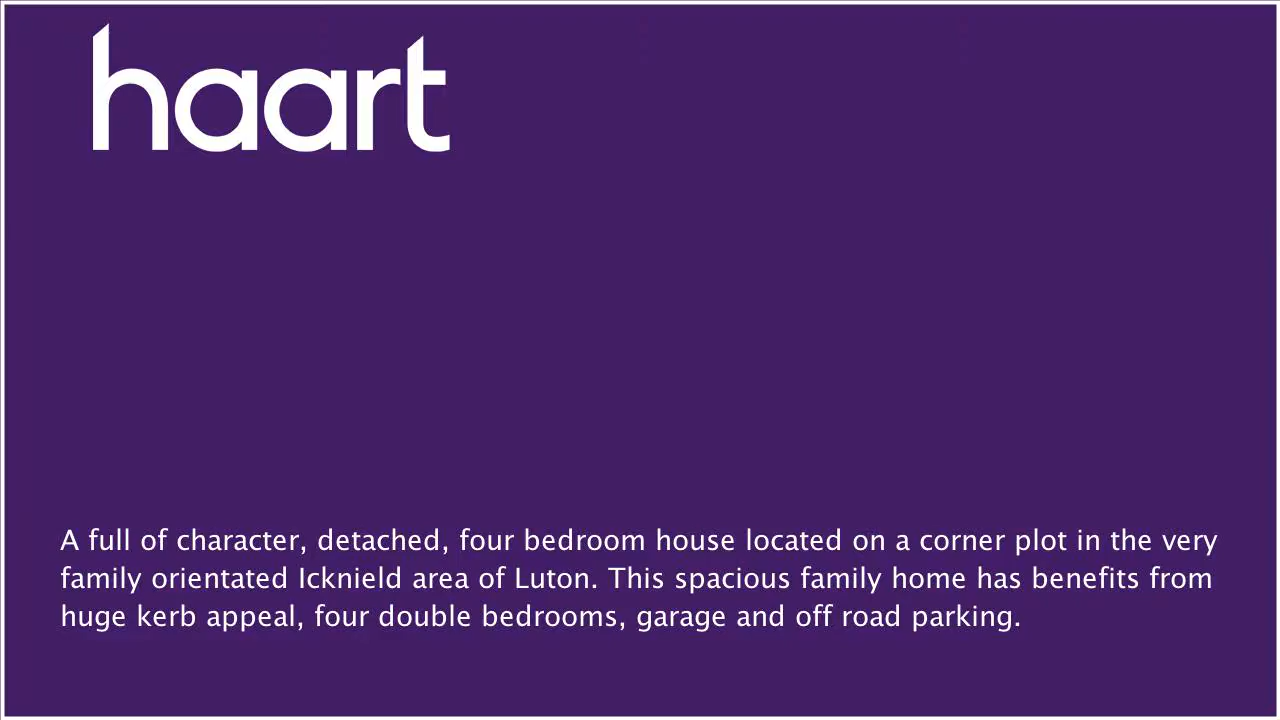 haart
A full of character, detached, four bedroom house located on a corner plot in the very
family orientated Icknield area of Luton. This spacious family home has benefits from
huge kerb appeal, four double bedrooms, garage and off road parking.